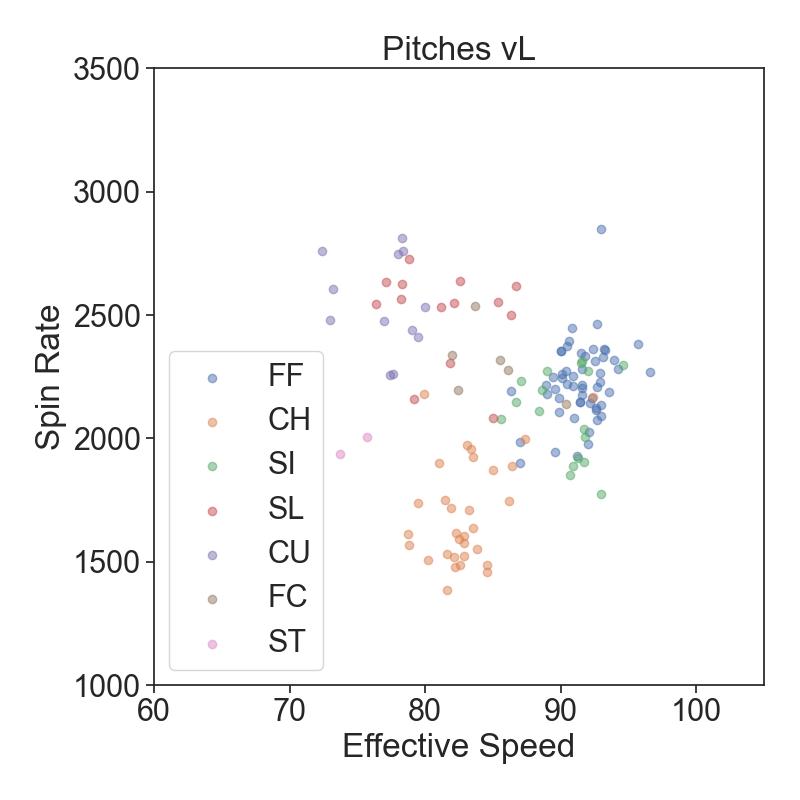 Pitches vL
3500
3000
2500
2000
1500
1000
Spin Rate
FF
CH
SI
SL
CU
FC
ST
60
70
80
90
100
Effective Speed